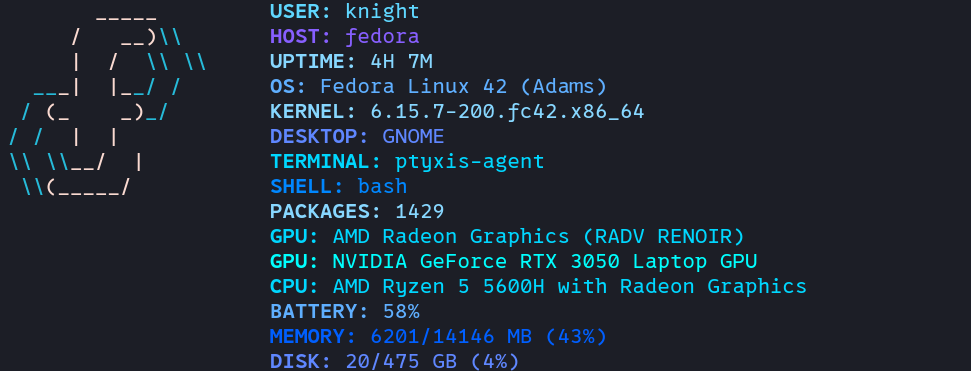 USER: knight
HOST: fedora
UPTIME: 4H 7M
OS: Fedora Linux 42 (Adams)
KERNEL: 6.15.7-200.fc42.x86_64
DESKTOP: GNOME
TERMINAL: ptyxis-agent
SHELL: bash
PACKAGES: 1429
GPU: AMD Radeon Graphics (RADV RENOIR)
GPU: NVIDIA GeForce RTX 3050 Laptop GPU
CPU: AMD Ryzen 5 5600H with Radeon Graphics
BATTERY: 58%
MEMORY: 6201/14146 MB (43%)
DISK: 20/475 GB (4%)